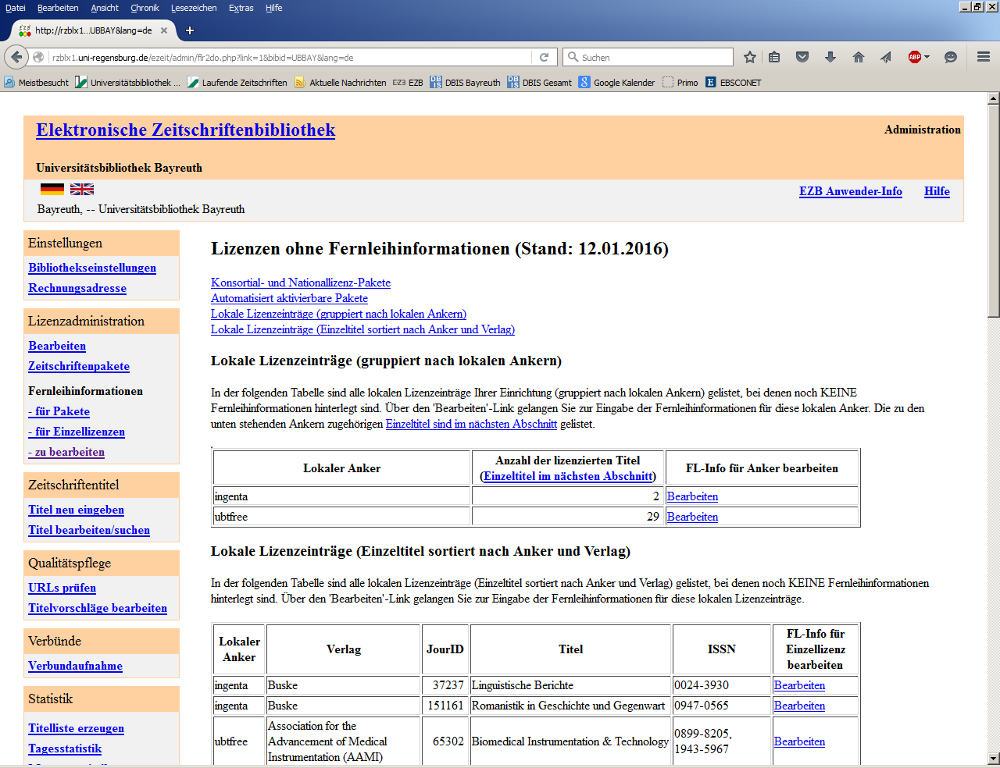 Datei Bearbeiten Ansicht Chronik Lesezeichen Extras Hilfe
EZB http://rzblx1...UBBAY&lang=de
rzblx1.uni-regensburg.de/ezeit/admin/flr2do.php?link=1&bibid=UBBAY&lang=de Suchen ABP
Meistbesucht Universitätsbibliothek ... Laufende Zeitschriften Aktuelle Nachrichten EZB EZB DBIS DBIS Bayreuth DBIS DBIS Gesamt 8 Google Kalender Primo E EBSCONET
Elektronische Zeitschriftenbibliothek
Administration
Universitätsbibliothek Bayreuth
EZB Anwender-Info Hilfe
Bayreuth, -- Universitätsbibliothek Bayreuth
Einstellungen
Bibliothekseinstellungen
Rechnungsadresse
Lizenzadministration
Bearbeiten
Zeitschriftenpakete
Fernleihinformationen
- für Pakete
- für Einzellizenzen
- zu bearbeiten
Zeitschriftentitel
Titel neu eingeben
Titel bearbeiten/suchen
Qualitätspflege
URLs prüfen
Titelvorschläge bearbeiten
Verbünde
Verbundaufnahme
Statistik
Titelliste erzeugen
Tagesstatistik
Lizenzen ohne Fernleihinformationen (Stand: 12.01.2016)
Konsortial- und Nationallizenz-Pakete
Automatisiert aktivierbare Pakete
Lokale Lizenzeinträge (gruppiert nach lokalen Ankern)
Lokale Lizenzeinträge (Einzeltitel sortiert nach Anker und Verlag)
Lokale Lizenzeinträge (gruppiert nach lokalen Ankern)
In der folgenden Tabelle sind alle lokalen Lizenzeinträge Ihrer Einrichtung (gruppiert nach lokalen Ankern) gelistet, bei denen noch KEINE
Fernleihinformationen hinterlegt sind. Über den 'Bearbeiten'-Link gelangen Sie zur Eingabe der Fernleihinformationen für diese lokalen Anker. Die zu den
unten stehenden Ankern zugehörigen Einzeltitel sind im nächsten Abschnitt gelistet.
Lokaler Anker
Anzahl der lizenzierten Titel
(Einzeltitel im nächsten Abschnitt)
FL-Info für Anker bearbeiten
ingenta 2 Bearbeiten
ubtfree 29 Bearbeiten
Lokale Lizenzeinträge (Einzeltitel sortiert nach Anker und Verlag)
In der folgenden Tabelle sind alle lokalen Lizenzeinträge (Einzeltitel sortiert nach Anker und Verlag) gelistet, bei denen noch KEINE Fernleihinformationen
hinterlegt sind. Über den 'Bearbeiten'-Link gelangen Sie zur Eingabe der Fernleihinformationen für diese lokalen Lizenzeinträge.
Lokaler
Anker
Verlag
JourID
Titel
ISSN
FL-Info für
Einzellizenz
bearbeiten
ingenta Buske 37237 Linguistische Berichte 0024-3930 Bearbeiten
ingenta Buske 151161 Romanistik in Geschichte und Gegenwart 0947-0565 Bearbeiten
ubtfree
Association for the
Advancement of Medical
Instrumentation (AAMI)
65302
Biomedical Instrumentation & Technology
0899-8205,
1943-5967
Bearbeiten